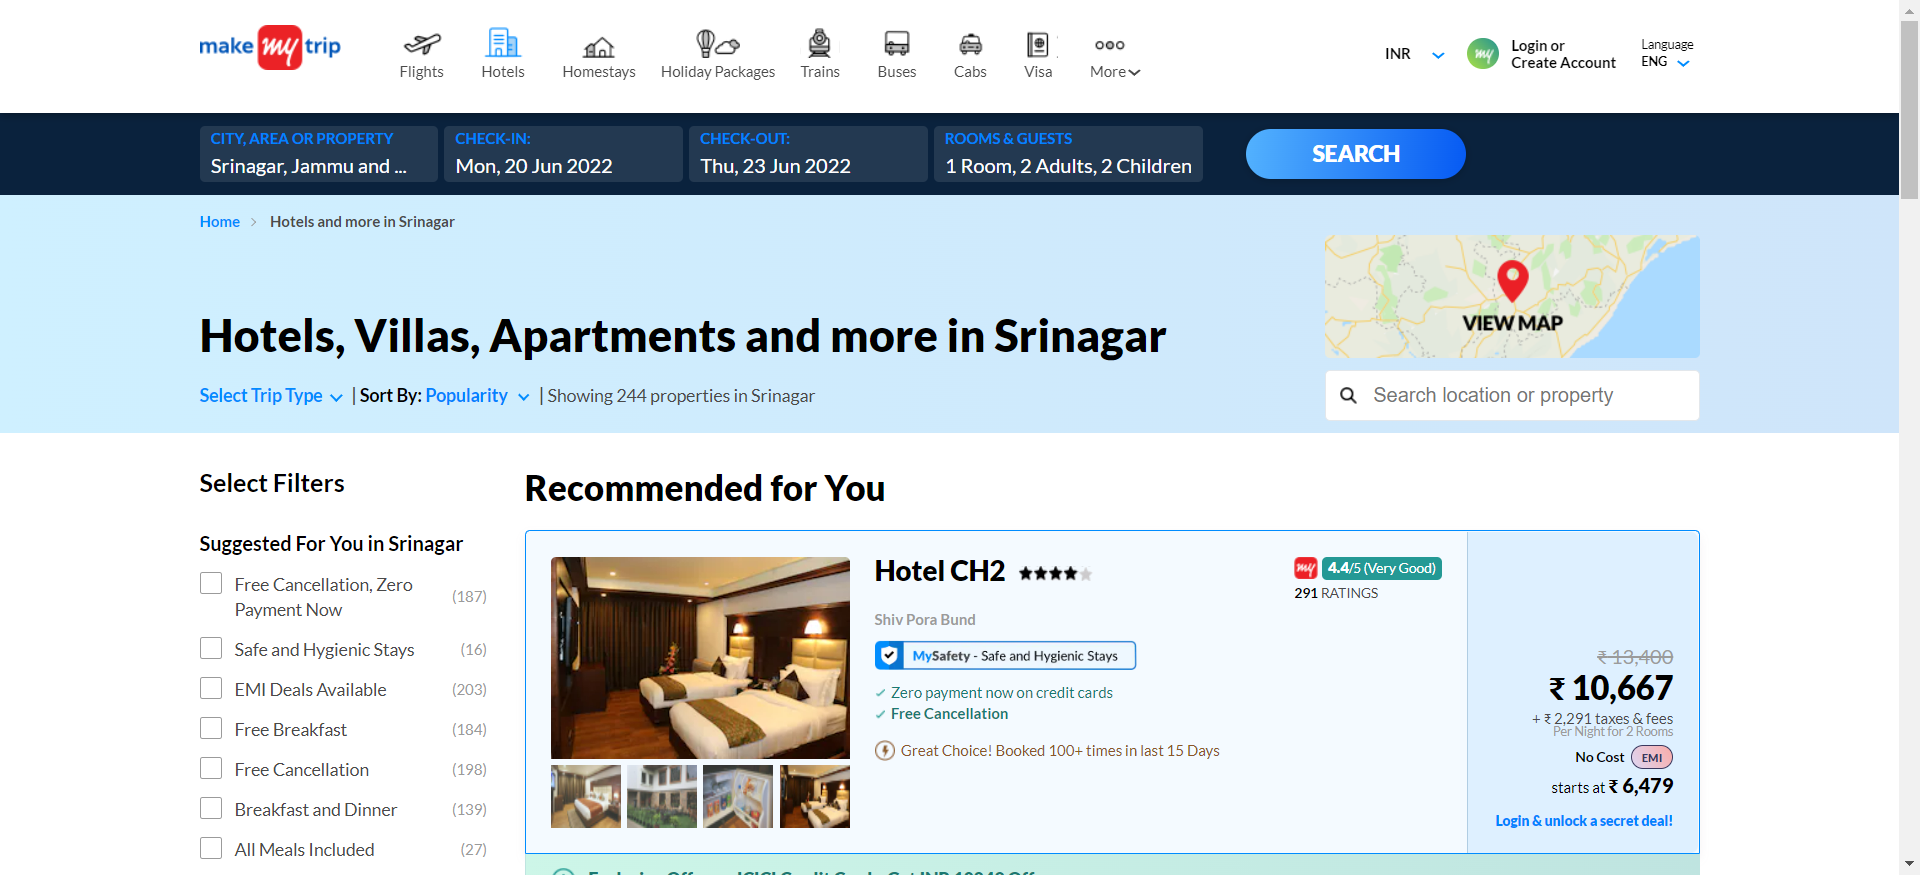 make my trip
Flights
Hotels
Homestays
Holiday Packages
Trains
Buses
Cabs
Visa
More
INR
my
Login or
Create Account
Language
ENG
CITY, AREA OR PROPERTY
Srinagar, Jammu and ...
CHECK-IN:
Mon, 20 Jun 2022
CHECK-OUT:
Thu, 23 Jun 2022
ROOMS & GUESTS
1 Room, 2 Adults, 2 Children
SEARCH
Home > Hotels and more in Srinagar
VIEW MAP
Hotels, Villas, Apartments and more in Srinagar
Select Trip Type | Sort By: Popularity | Showing 244 properties in Srinagar
Search location or property
Select Filters
Suggested For You in Srinagar
Free Cancellation, Zero
Payment Now (187)
Safe and Hygienic Stays (16)
EMI Deals Available (203)
Free Breakfast (184)
Free Cancellation (198)
Breakfast and Dinner (139)
All Meals Included (27)
Recommended for You
Hotel CH2
my 4.4/5 (Very Good)
291 RATINGS
Shiv Pora Bund
MySafety - Safe and Hygienic Stays
Zero payment now on credit cards
Free Cancellation
Great Choice! Booked 100+ times in last 15 Days
₹ 13,400
₹ 10,667
+ ₹ 2,291 taxes & fees
Per Night for 2 Rooms
No Cost EMI
starts at ₹ 6,479
Login & unlock a secret deal!